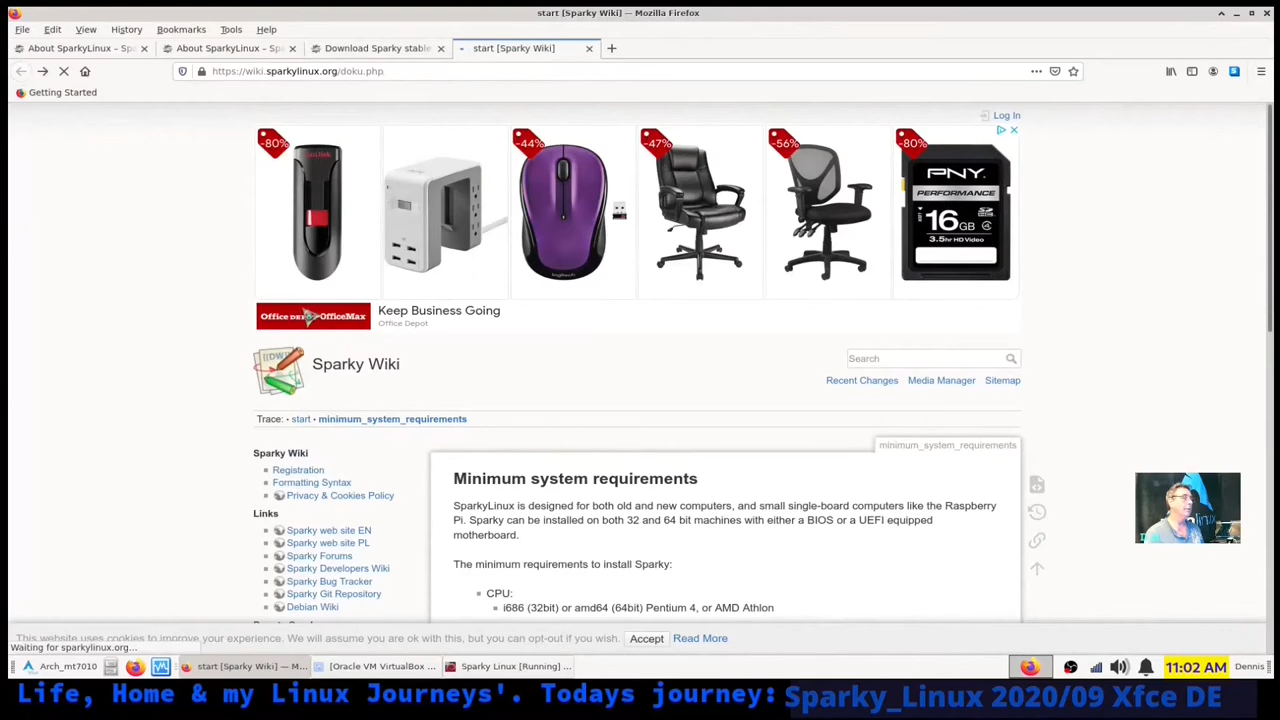 start [Sparky Wiki] — Mozilla Firefox
File Edit View History Bookmarks Tools Help
About SparkyLinux – Spa
About SparkyLinux – Spa
Download Sparky stable
start [Sparky Wiki]
https://wiki.sparkylinux.org/doku.php
Getting Started
Log In
-80%
-44%
-47%
-56%
-80%
SanDisk
logitech
PNY
PERFORMANCE
16 GB
3.5hr HD Video
Office DEPOT OfficeMax
Keep Business Going
Office Depot
Sparky Wiki
Search
Recent Changes Media Manager Sitemap
Trace: • start • minimum_system_requirements
minimum_system_requirements
Sparky Wiki
Registration
Formatting Syntax
Privacy & Cookies Policy
Links
Sparky web site EN
Sparky web site PL
Sparky Forums
Sparky Developers Wiki
Sparky Bug Tracker
Sparky Git Repository
Debian Wiki
Minimum system requirements
SparkyLinux is designed for both old and new computers, and small single-board computers like the Raspberry
Pi. Sparky can be installed on both 32 and 64 bit machines with either a BIOS or a UEFI equipped
motherboard.
The minimum requirements to install Sparky:
CPU:
i686 (32bit) or amd64 (64bit) Pentium 4, or AMD Athlon
This website uses cookies to improve your experience. We will assume you are ok with this, but you can opt-out if you wish. Accept Read More
Waiting for sparkylinux.org...
Arch_mt7010
start [Sparky Wiki] — M...
[Oracle VM VirtualBox ...
Sparky Linux [Running] ...
11:02 AM
Dennis
Life, Home & my Linux Journeys'. Todays journey: Sparky_Linux 2020/09 Xfce DE